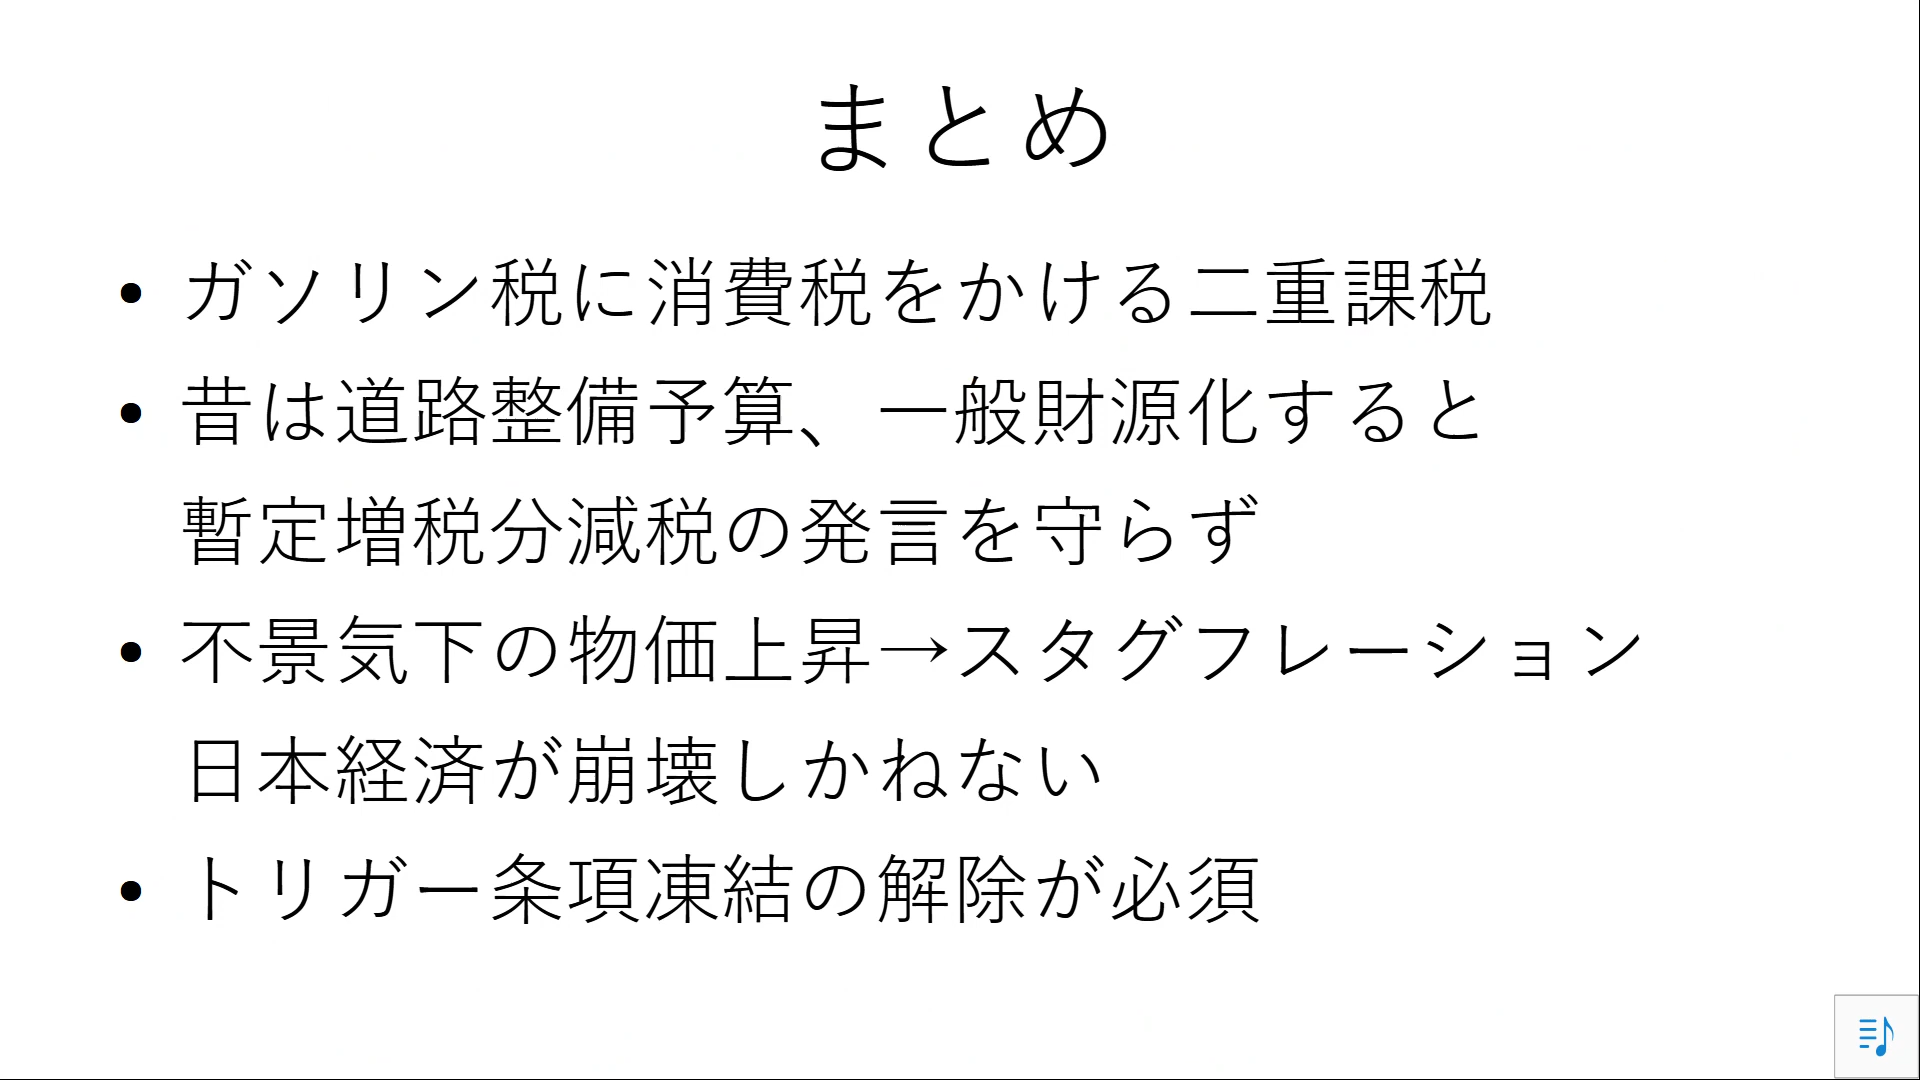 まとめ
• ガソリン税に消費税をかける二重課税
• 昔は道路整備予算、一般財源化すると
暫定増税分減税の発言を守らず
• 不景気下の物価上昇→スタグフレーション
日本経済が崩壊しかねない
• トリガー条項凍結の解除が必須